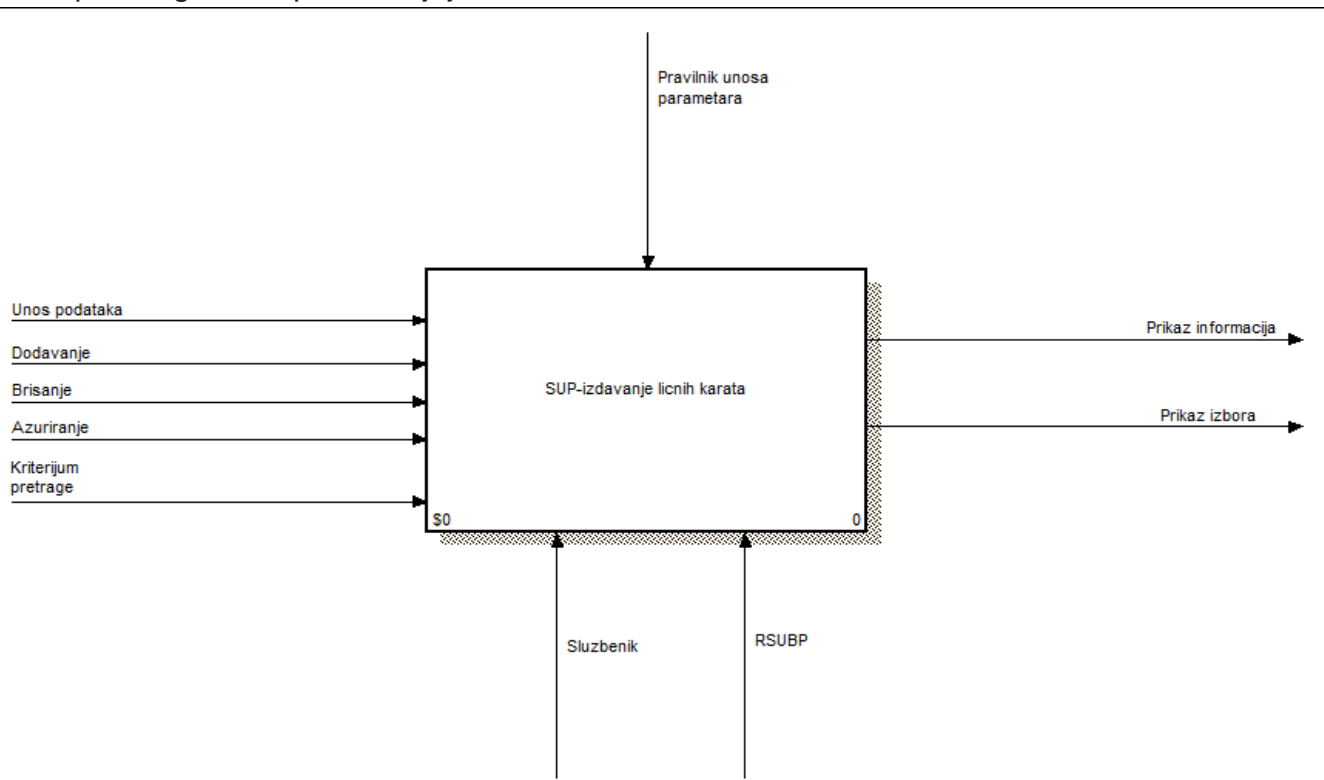 Pravilnik unosa
parametara
Unos podataka
Dodavanje
Brisanje
Azuriranje
Kriterijum
pretrage
SUP-izdavanje licnih karata
$0
0
Prikaz informacija
Prikaz izbora
Sluzbenik
RSUBP